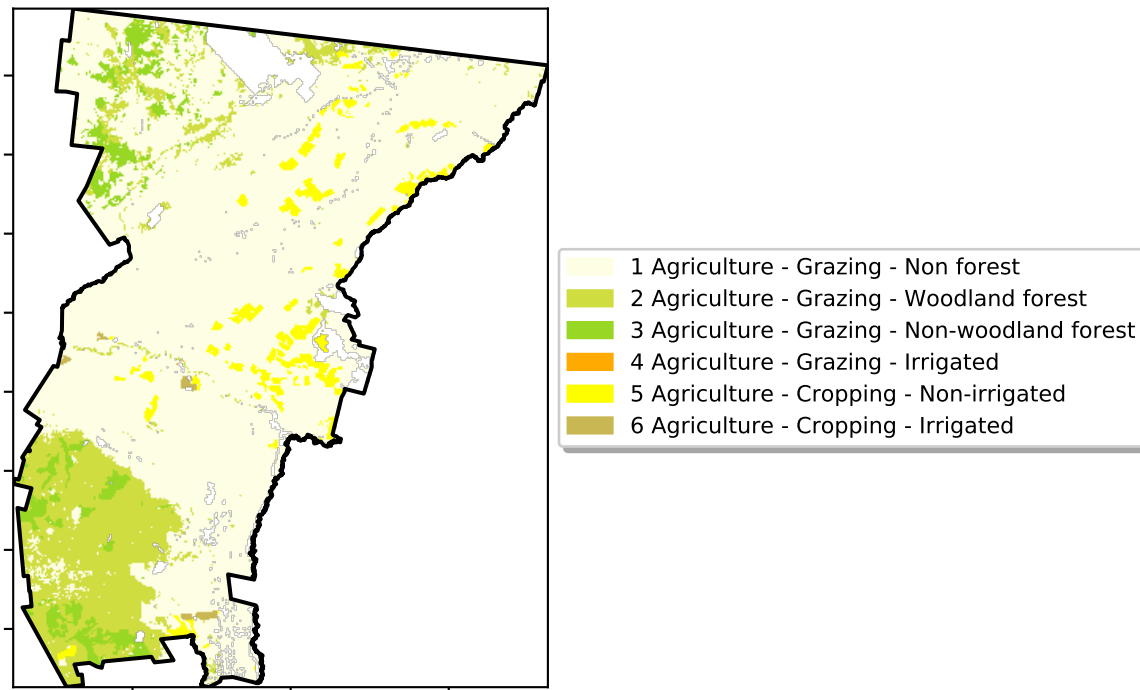 1 Agriculture - Grazing - Non forest
2 Agriculture - Grazing - Woodland forest
3 Agriculture - Grazing - Non-woodland forest
4 Agriculture - Grazing - Irrigated
5 Agriculture - Cropping - Non-irrigated
6 Agriculture - Cropping - Irrigated